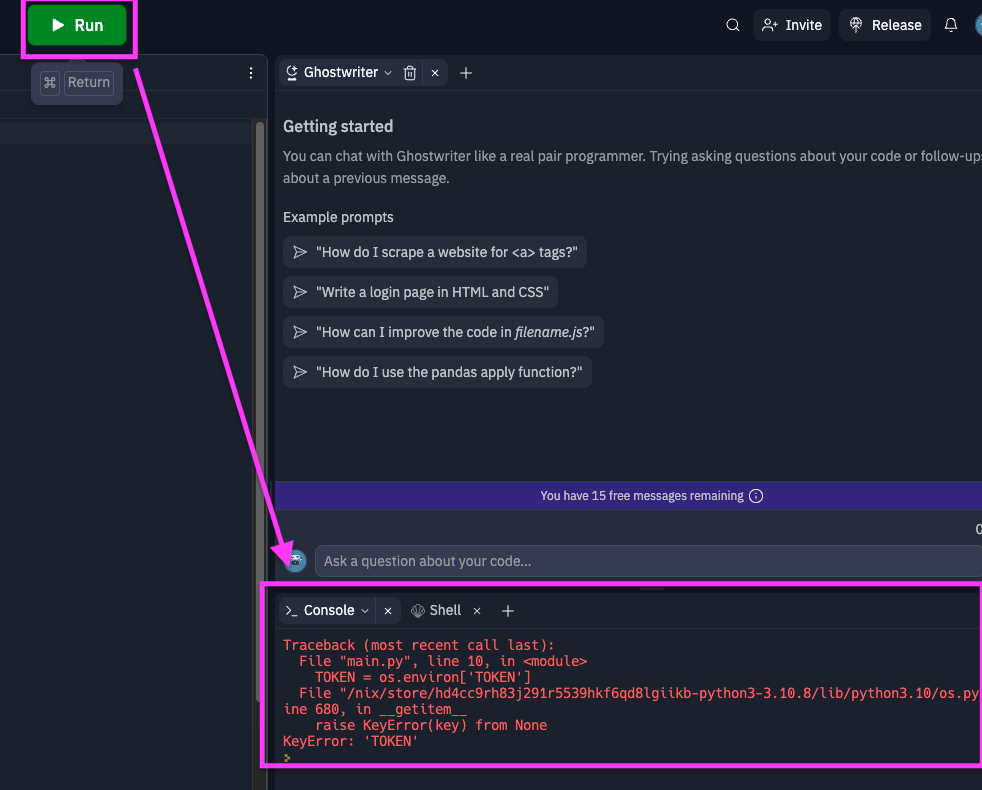 Run
Invite
Release
⌘ Return
Ghostwriter
Getting started
You can chat with Ghostwriter like a real pair programmer. Trying asking questions about your code or follow-ups
about a previous message.
Example prompts
"How do I scrape a website for <a> tags?"
"Write a login page in HTML and CSS"
"How can I improve the code in filename.js?"
"How do I use the pandas apply function?"
You have 15 free messages remaining
Ask a question about your code...
>_ Console
Shell
Traceback (most recent call last):
  File "main.py", line 10, in <module>
    TOKEN = os.environ['TOKEN']
  File "/nix/store/hd4cc9rh83j291r5539hkf6qd8lgiikb-python3-3.10.8/lib/python3.10/os.py
ine 680, in __getitem__
    raise KeyError(key) from None
KeyError: 'TOKEN'